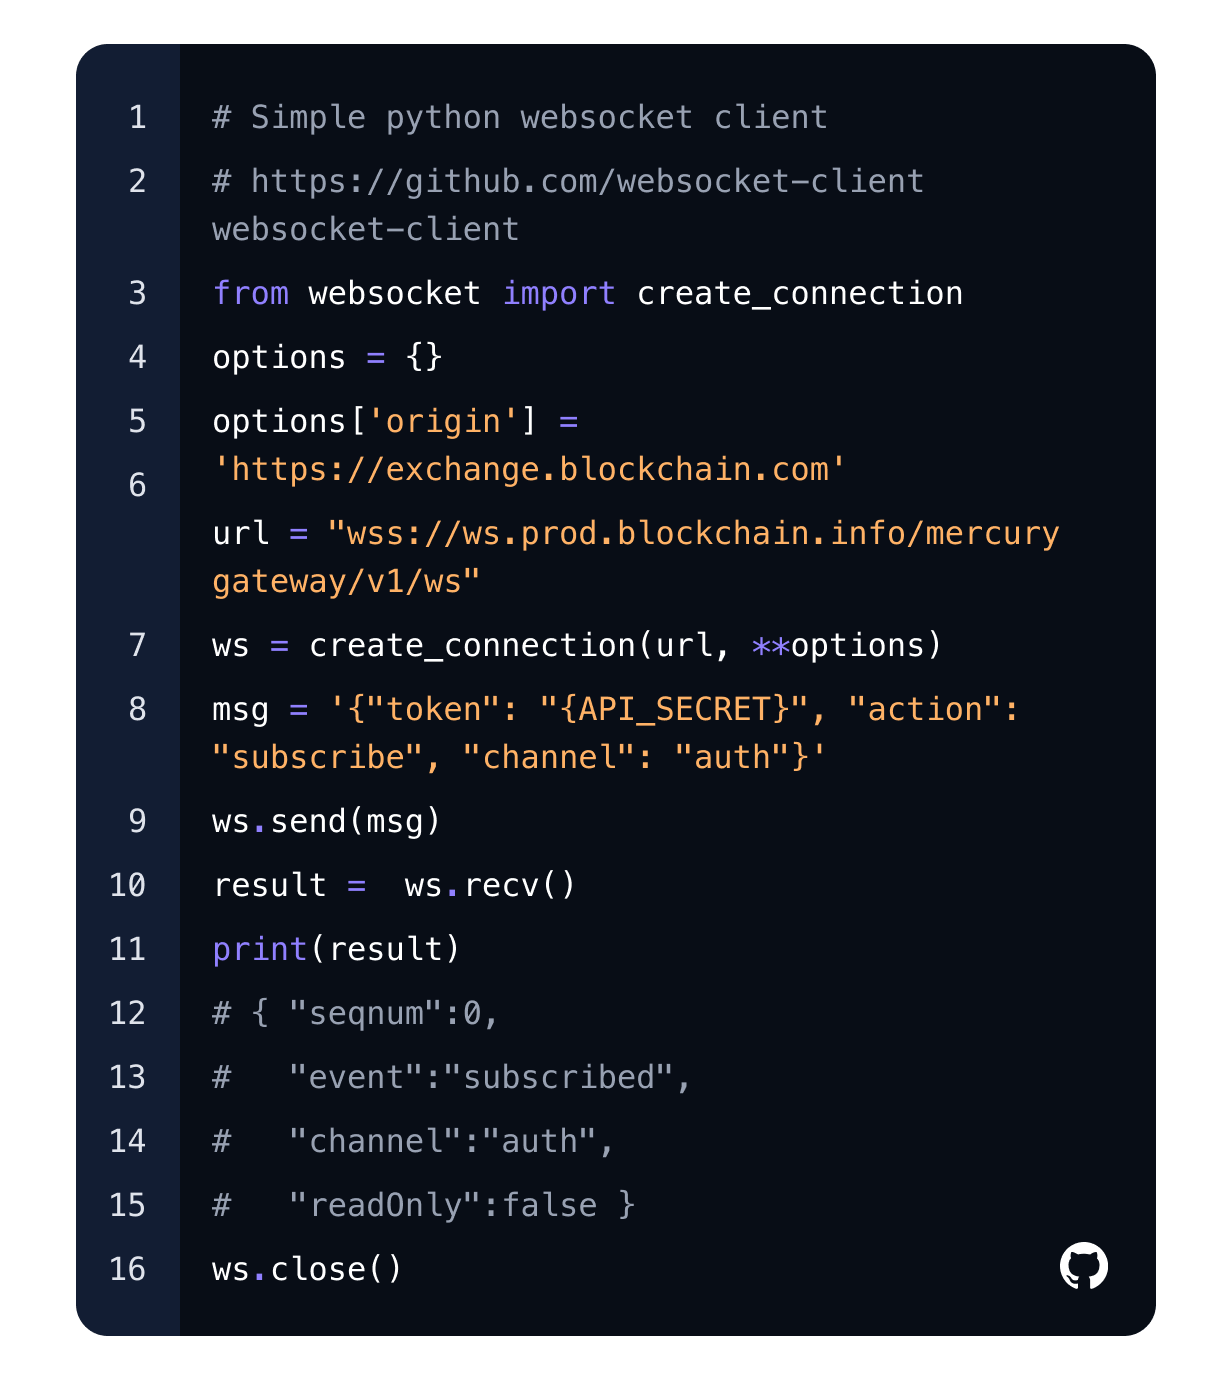 1 # Simple python websocket client
2 # https://github.com/websocket-client
websocket-client
3 from websocket import create_connection
4 options = {}
5 options['origin'] =
'https://exchange.blockchain.com'
6
url = "wss://ws.prod.blockchain.info/mercury
gateway/v1/ws"
7 ws = create_connection(url, **options)
8 msg = '{"token": "{API_SECRET}", "action":
"subscribe", "channel": "auth"}'
9 ws.send(msg)
10 result =  ws.recv()
11 print(result)
12 # { "seqnum":0,
13 #   "event":"subscribed",
14 #   "channel":"auth",
15 #   "readOnly":false }
16 ws.close()